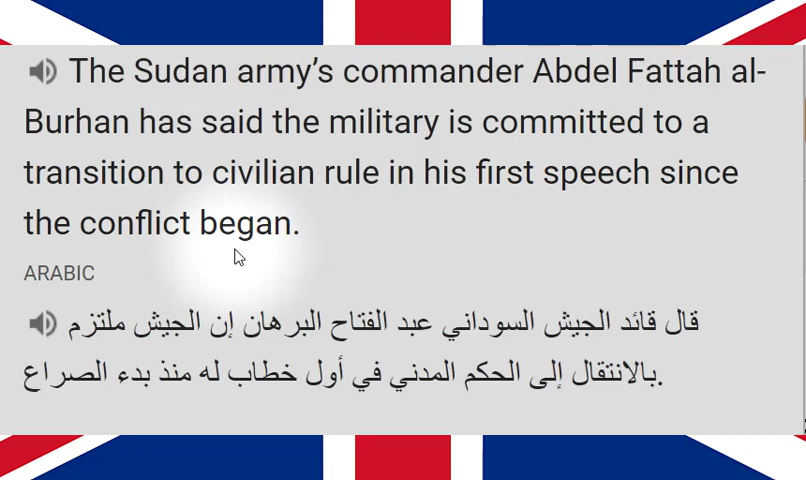 The Sudan army’s commander Abdel Fattah al-
Burhan has said the military is committed to a
transition to civilian rule in his first speech since
the conflict began.
ARABIC
قال قائد الجيش السوداني عبد الفتاح البرهان إن الجيش ملتزم
بالانتقال إلى الحكم المدني في أول خطاب له منذ بدء الصراع.